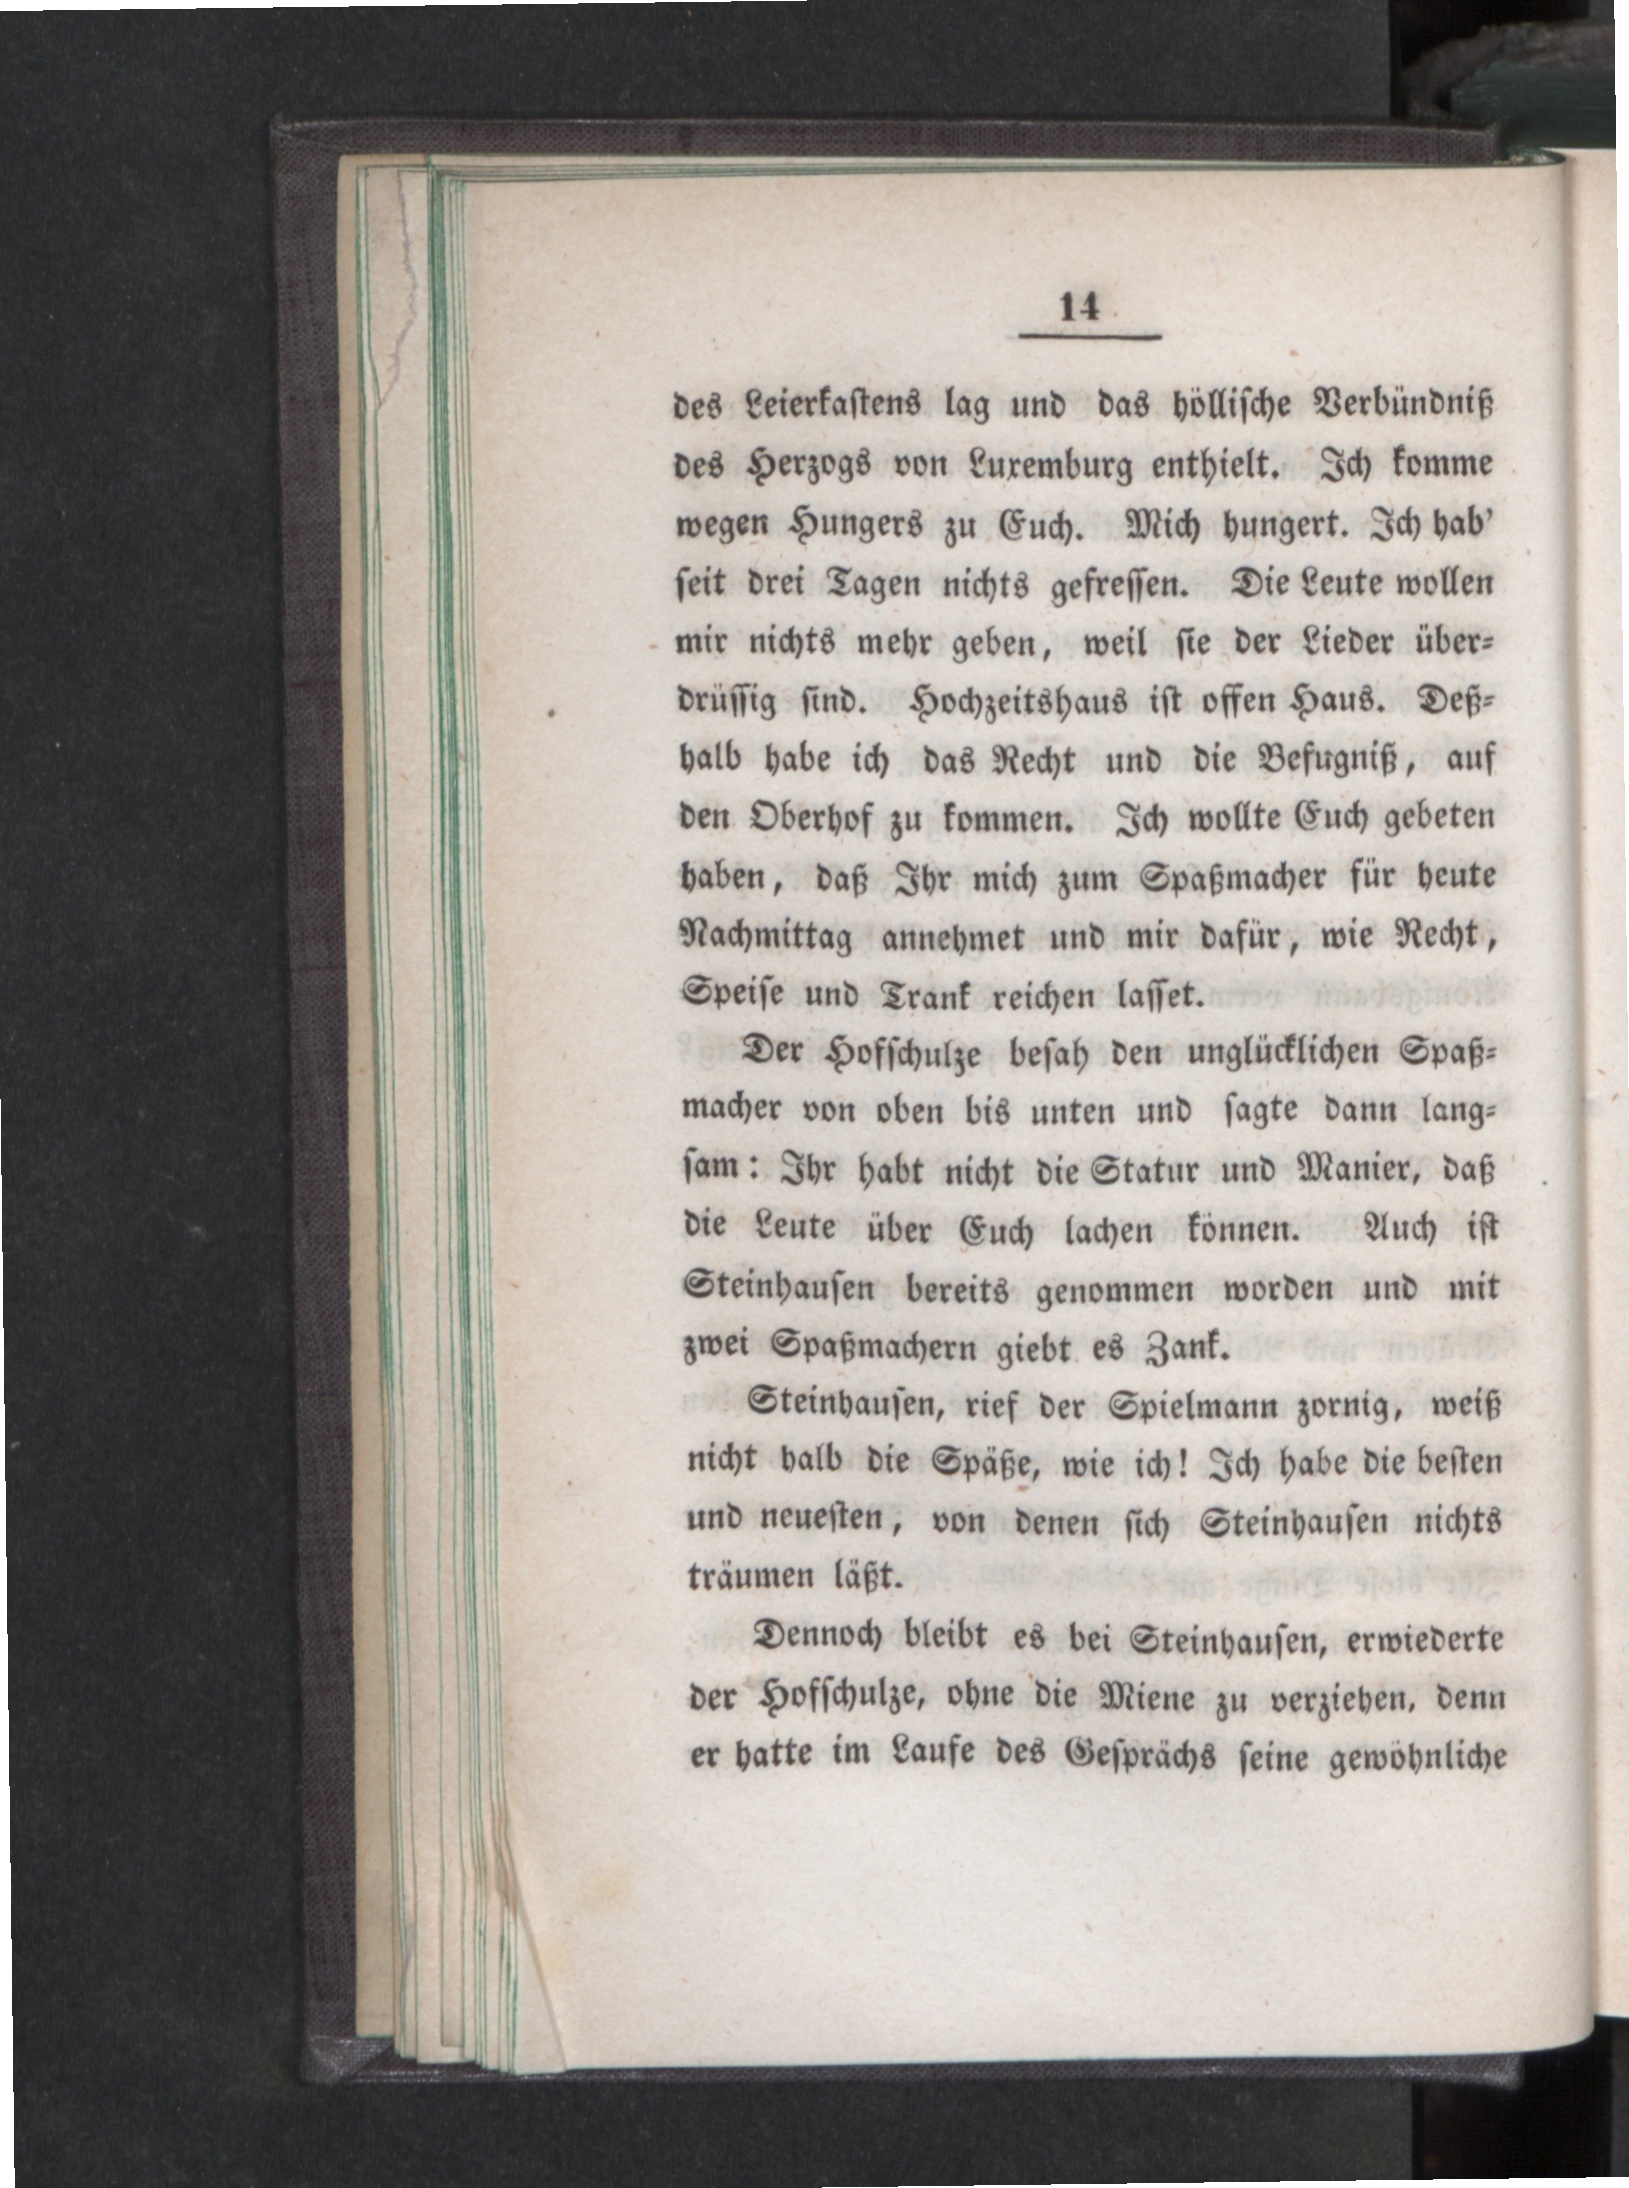 14
des Leierkaſtens lag und das hölliſche Verbündniß
des Herzogs von Luxemburg enthielt. Ich komme
wegen Hungers zu Euch. Mich hungert. Ich hab'
ſeit drei Tagen nichts gefreſſen. Die Leute wollen
mir nichts mehr geben, weil ſie der Lieder über⸗
drüſſig ſind. Hochzeitshaus iſt offen Haus. Deß⸗
halb habe ich das Recht und die Befugniß, auf
den Oberhof zu kommen. Ich wollte Euch gebeten
haben, daß Ihr mich zum Spaßmacher für heute
Nachmittag annehmet und mir dafür, wie Recht,
Speiſe und Trank reichen laſſet.
Der Hofſchulze beſah den unglücklichen Spaß⸗
macher von oben bis unten und ſagte dann lang⸗
ſam: Ihr habt nicht die Statur und Manier, daß
die Leute über Euch lachen können. Auch iſt
Steinhauſen bereits genommen worden und mit
zwei Spaßmachern giebt es Zank.
Steinhauſen, rief der Spielmann zornig, weiß
nicht halb die Späße, wie ich! Ich habe die beſten
und neueſten, von denen ſich Steinhauſen nichts
träumen läßt.
Dennoch bleibt es bei Steinhauſen, erwiederte
der Hofſchulze, ohne die Miene zu verziehen, denn
er hatte im Laufe des Geſprächs ſeine gewöhnliche